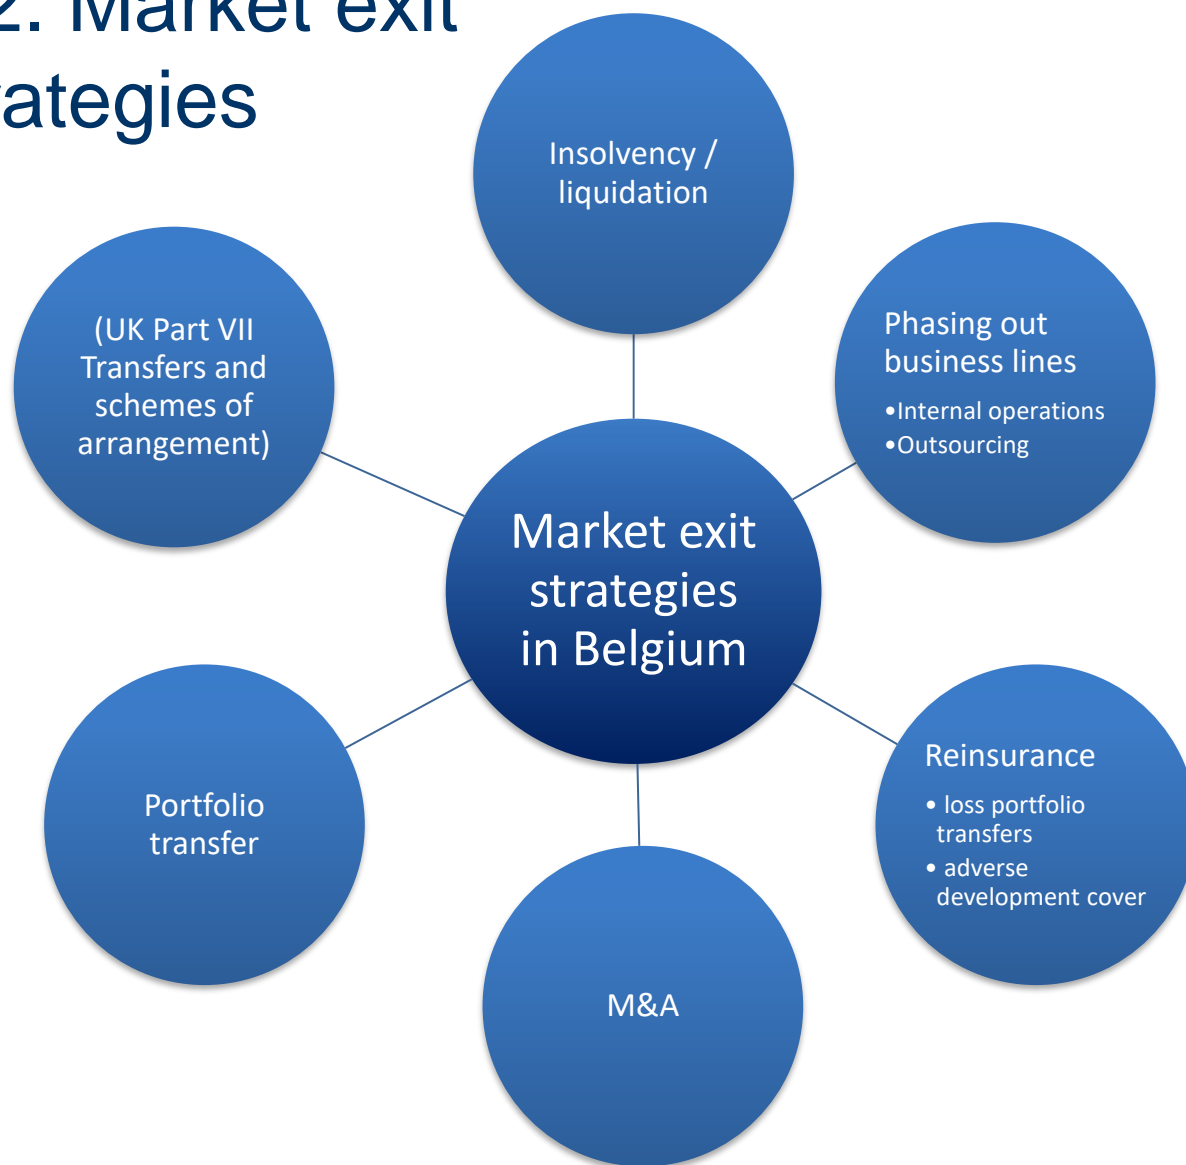 2. Market exit
rategies
Insolvency /
liquidation
Phasing out
business lines
•Internal operations
•Outsourcing
Reinsurance
• loss portfolio
transfers
• adverse
development cover
M&A
Portfolio
transfer
(UK Part VII
Transfers and
schemes of
arrangement)
Market exit
strategies
in Belgium